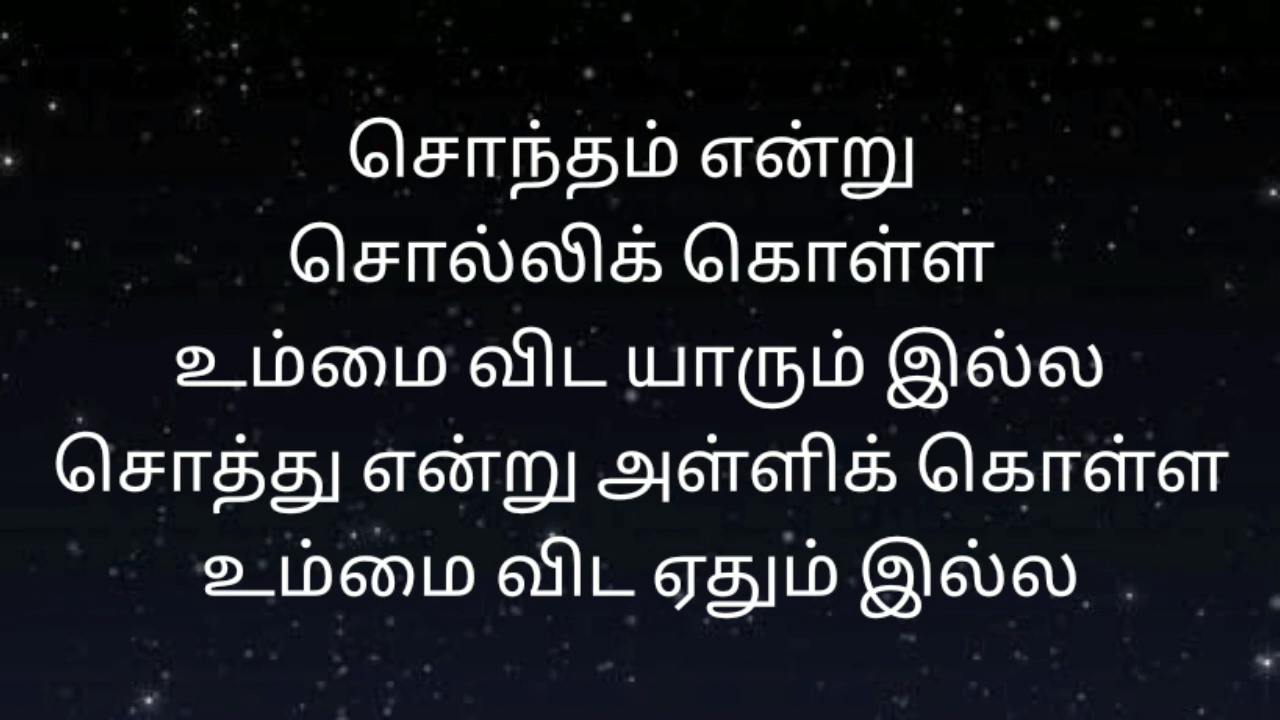 சொந்தம் என்று
சொல்லிக் கொள்ள
உம்மை விட யாரும் இல்ல
சொத்து என்று அள்ளிக் கொள்ள
உம்மை விட ஏதும் இல்ல